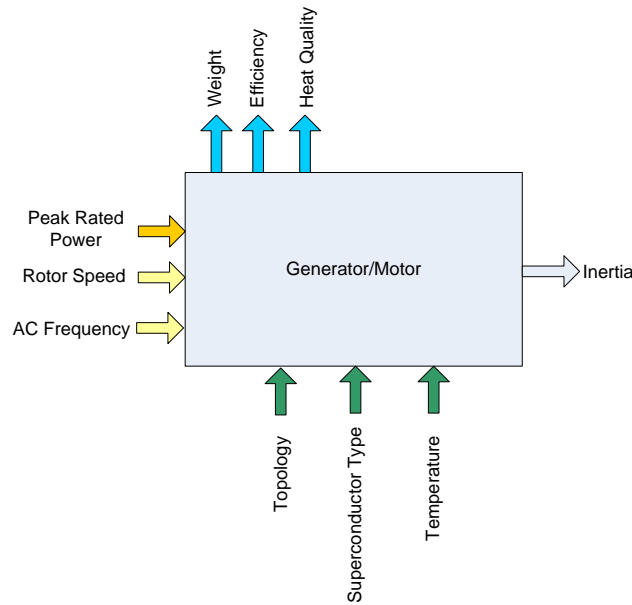 Weight
Efficiency
Heat Quality
Peak Rated
Power
Rotor Speed
AC Frequency
Generator/Motor
Inertia
Topology
Superconductor Type
Temperature